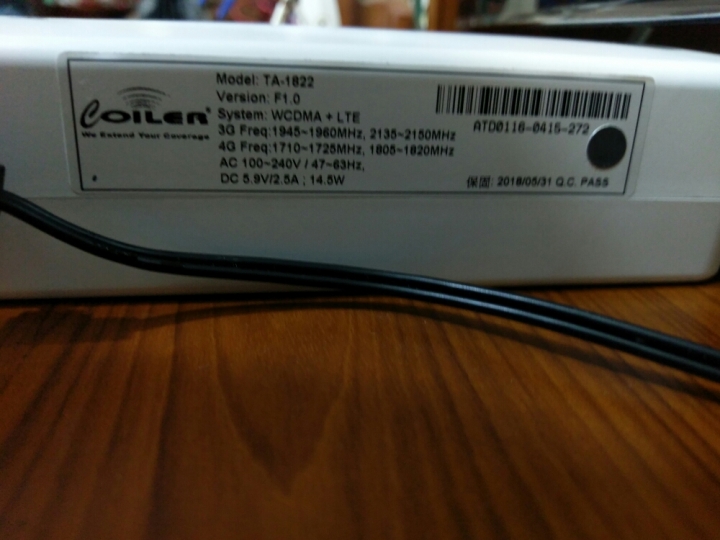 COILER®
We Extend Your Coverage
Model: TA-1822
Version: F1.0
System: WCDMA + LTE
3G Freq:1945~1960MHz, 2135~2150MHz
4G Freq:1710~1725MHz, 1805~1820MHz
AC 100~240V / 47~63Hz,
DC 5.9V/2.5A ; 14.5W
ATD0116-0415-272
保固: 2018/05/31 Q.C. PASS